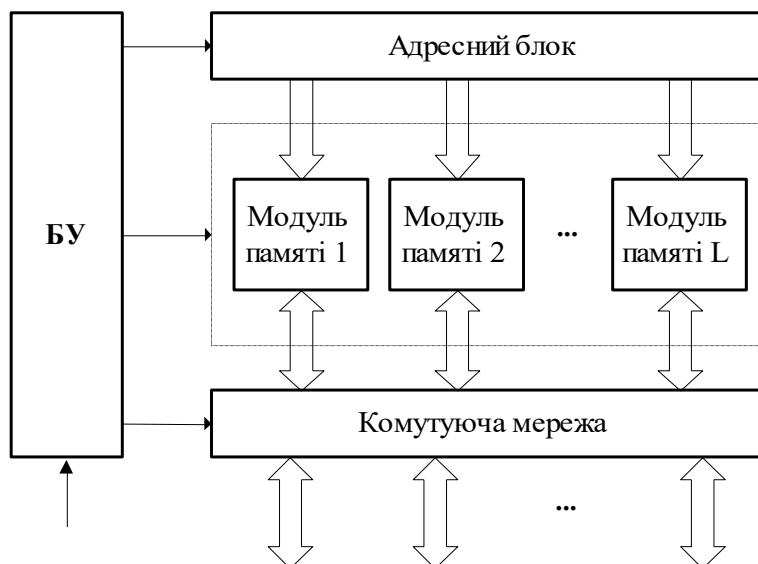 Адресний блок
БУ
Модуль
памяті 1
Модуль
памяті 2
...
Модуль
памяті L
Комутуюча мережа
...